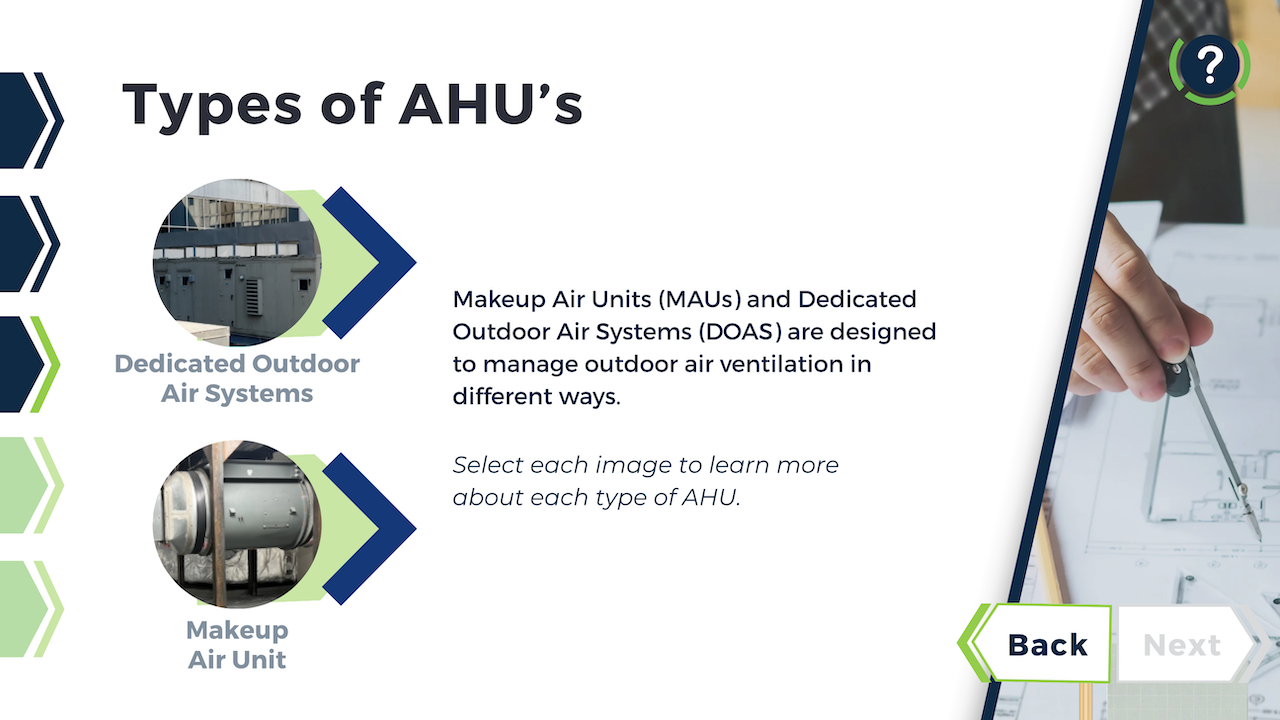 Types of AHU's
?
Dedicated Outdoor
Air Systems
Makeup Air Units (MAUs) and Dedicated
Outdoor Air Systems (DOAS) are designed
to manage outdoor air ventilation in
different ways.
Select each image to learn more
about each type of AHU.
Makeup
Air Unit
Back
Next